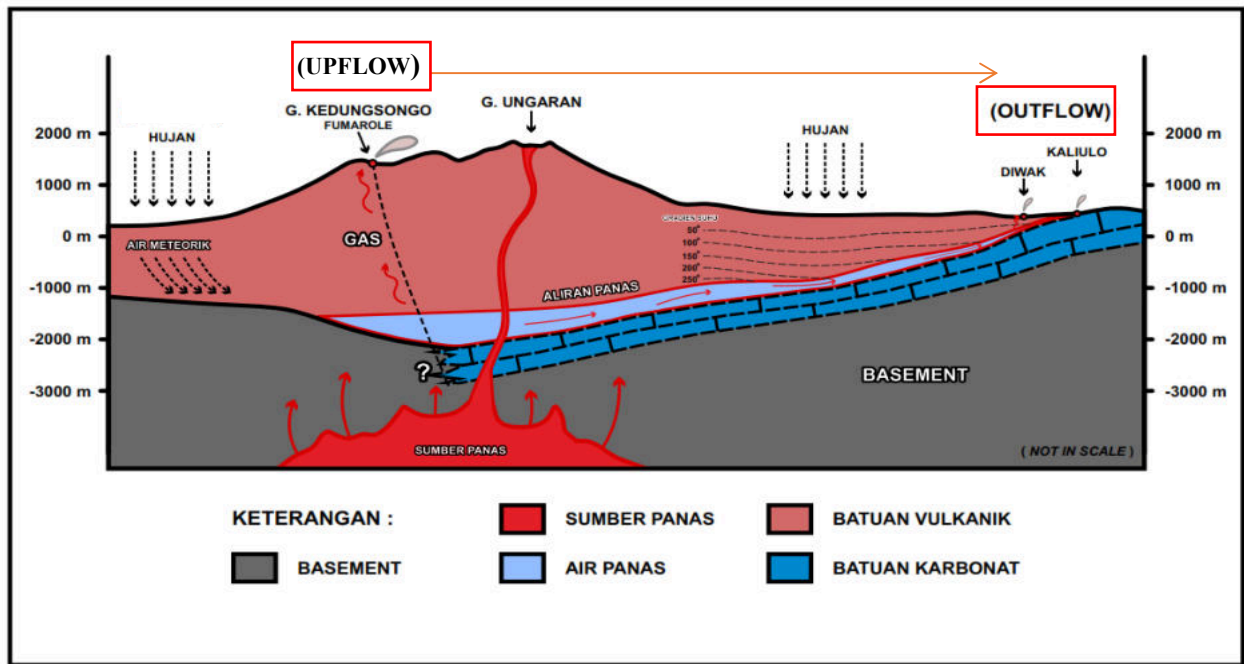 (UPFLOW)
G. KEDUNGSONGO
FUMAROLE
G. UNGARAN
(OUTFLOW)
KALIULO
DIWAK
HUJAN
HUJAN
2000 m
1000 m
0 m
-1000 m
-2000 m
-3000 m
2000 m
1000 m
0 m
-1000 m
-2000 m
-3000 m
AIR METEORIK
GAS
GRADIEN SUHU
50°
100°
150°
200°
250°
ALIRAN PANAS
?
BASEMENT
SUMBER PANAS
( NOT IN SCALE )
KETERANGAN :
SUMBER PANAS
BATUAN VULKANIK
BASEMENT
AIR PANAS
BATUAN KARBONAT